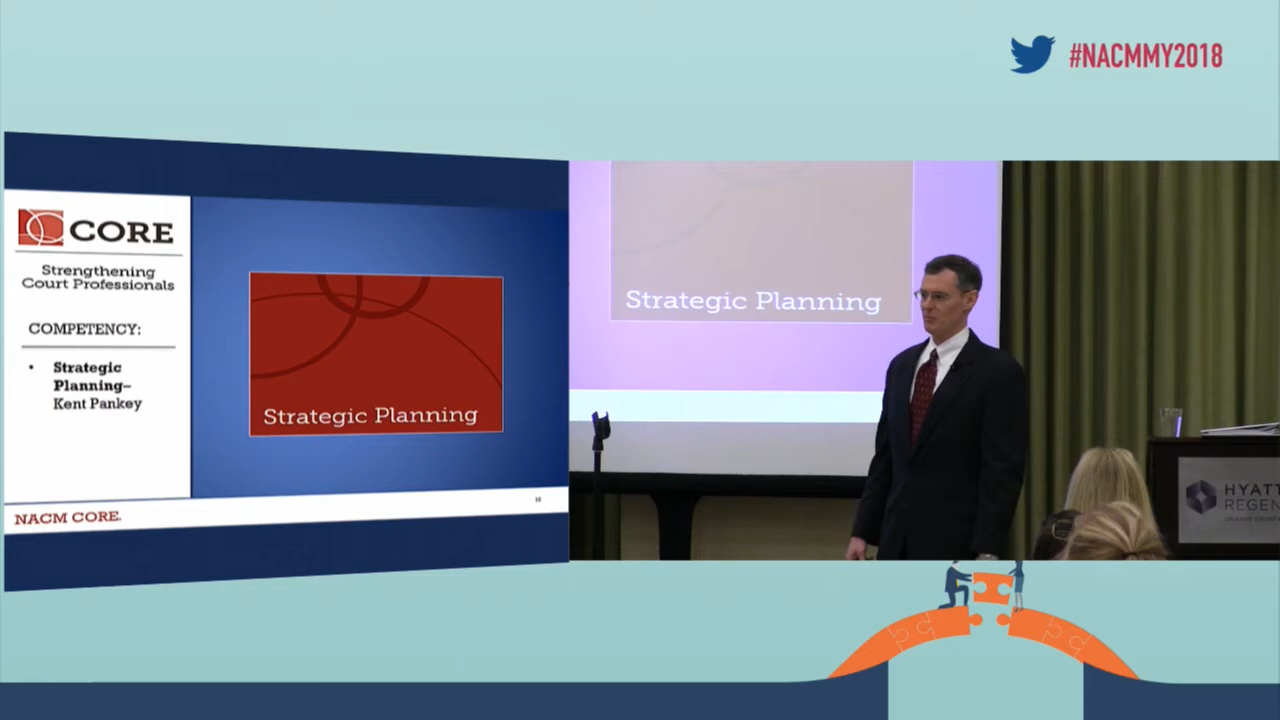 #NACMMY2018
CORE
Strengthening
Court Professionals
COMPETENCY:
• Strategic
Planning–
Kent Pankey
Strategic Planning
NACM CORE.
Strategic Planning
HYATT
REGEN